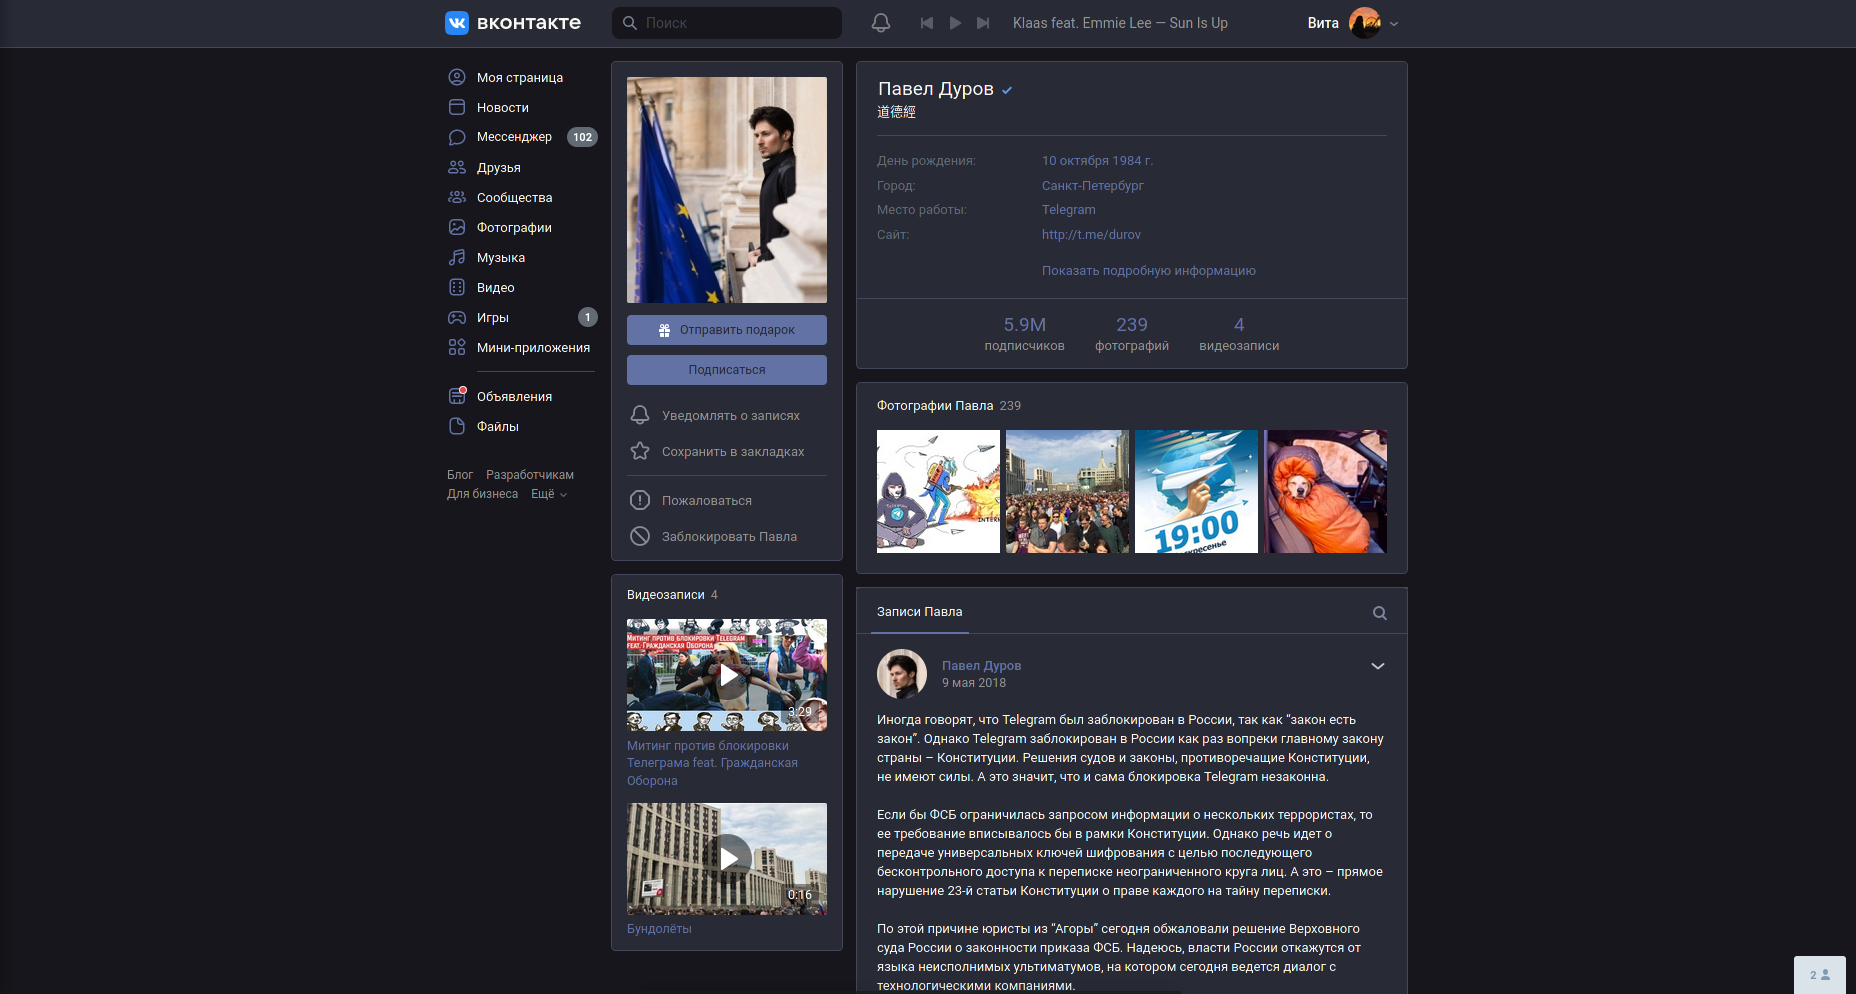 вконтакте
Поиск
Klaas feat. Emmie Lee — Sun Is Up
Вита
Моя страница
Новости
Мессенджер 102
Друзья
Сообщества
Фотографии
Музыка
Видео
Игры 1
Мини-приложения
Объявления
Файлы
Блог Разработчикам
Для бизнеса Ещё
Отправить подарок
Подписаться
Уведомлять о записях
Сохранить в закладках
Пожаловаться
Заблокировать Павла
Видеозаписи 4
Митинг против блокировки Telegram
feat. Гражданская Оборона
3:29
Митинг против блокировки
Телеграма feat. Гражданская
Оборона
0:16
Бундолёты
Павел Дуров
道德經
День рождения: 10 октября 1984 г.
Город: Санкт-Петербург
Место работы: Telegram
Сайт: http://t.me/durov
Показать подробную информацию
5.9M 239 4
подписчиков фотографий видеозаписи
Фотографии Павла 239
19:00
Записи Павла
Павел Дуров
9 мая 2018
Иногда говорят, что Telegram был заблокирован в России, так как “закон есть
закон”. Однако Telegram заблокирован в России как раз вопреки главному закону
страны – Конституции. Решения судов и законы, противоречащие Конституции,
не имеют силы. А это значит, что и сама блокировка Telegram незаконна.
Если бы ФСБ ограничилась запросом информации о нескольких террористах, то
ее требование вписывалось бы в рамки Конституции. Однако речь идет о
передаче универсальных ключей шифрования с целью последующего
бесконтрольного доступа к переписке неограниченного круга лиц. А это – прямое
нарушение 23-й статьи Конституции о праве каждого на тайну переписки.
По этой причине юристы из “Агоры” сегодня обжаловали решение Верховного
суда России о законности приказа ФСБ. Надеюсь, власти России откажутся от
языка неисполнимых ультиматумов, на котором сегодня ведется диалог с
технологическими компаниями.
2